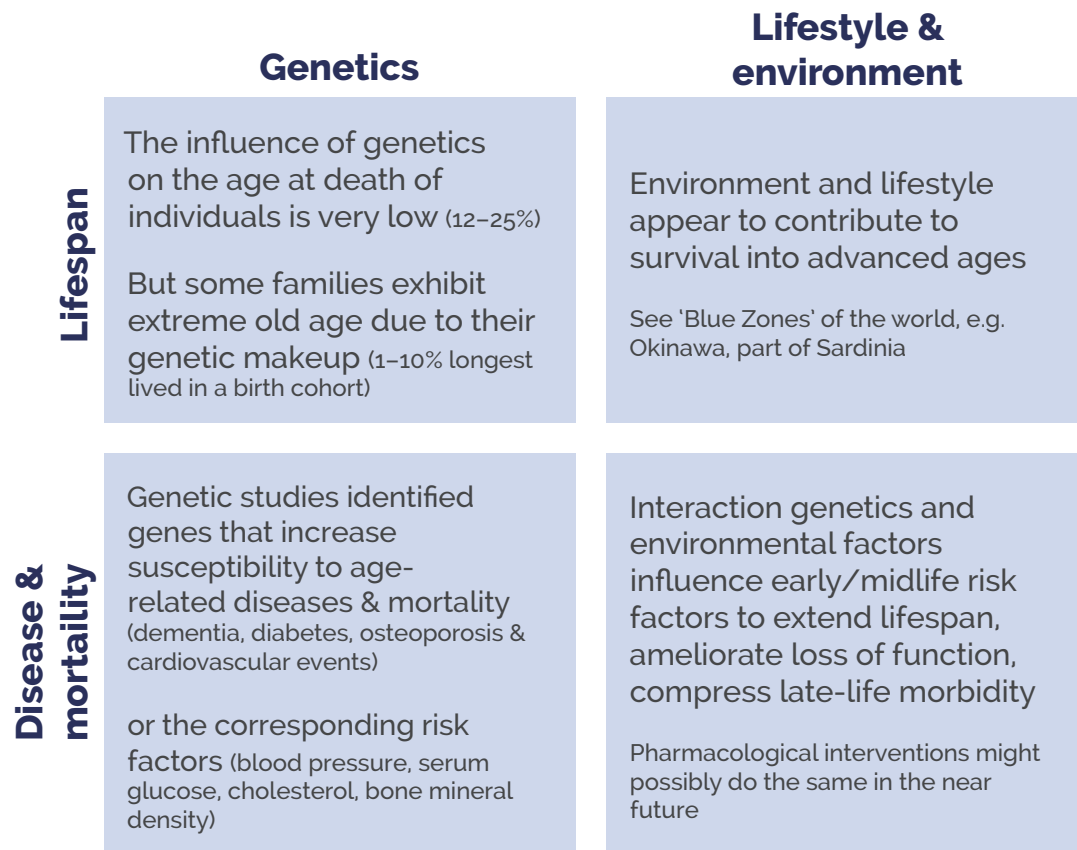 Genetics
Lifestyle &
environment
Lifespan
The influence of genetics
on the age at death of
individuals is very low (12–25%)
But some families exhibit
extreme old age due to their
genetic makeup (1–10% longest
lived in a birth cohort)
Environment and lifestyle
appear to contribute to
survival into advanced ages
See ‘Blue Zones’ of the world, e.g.
Okinawa, part of Sardinia
Disease &
mortaility
Genetic studies identified
genes that increase
susceptibility to age-
related diseases & mortality
(dementia, diabetes, osteoporosis &
cardiovascular events)
or the corresponding risk
factors (blood pressure, serum
glucose, cholesterol, bone mineral
density)
Interaction genetics and
environmental factors
influence early/midlife risk
factors to extend lifespan,
ameliorate loss of function,
compress late-life morbidity
Pharmacological interventions might
possibly do the same in the near
future